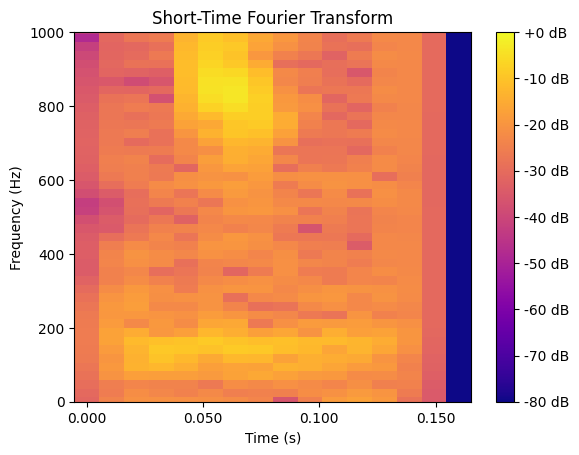 Short-Time Fourier Transform
1000
800
600
400
200
0
Frequency (Hz)
0.000
0.050
0.100
0.150
Time (s)
+0 dB
-10 dB
-20 dB
-30 dB
-40 dB
-50 dB
-60 dB
-70 dB
-80 dB